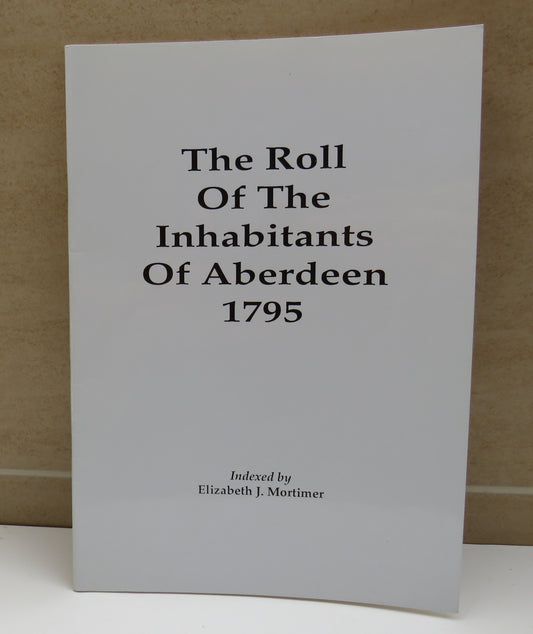 The Roll
Of The
Inhabitants
Of Aberdeen
1795
Indexed by
Elizabeth J. Mortimer